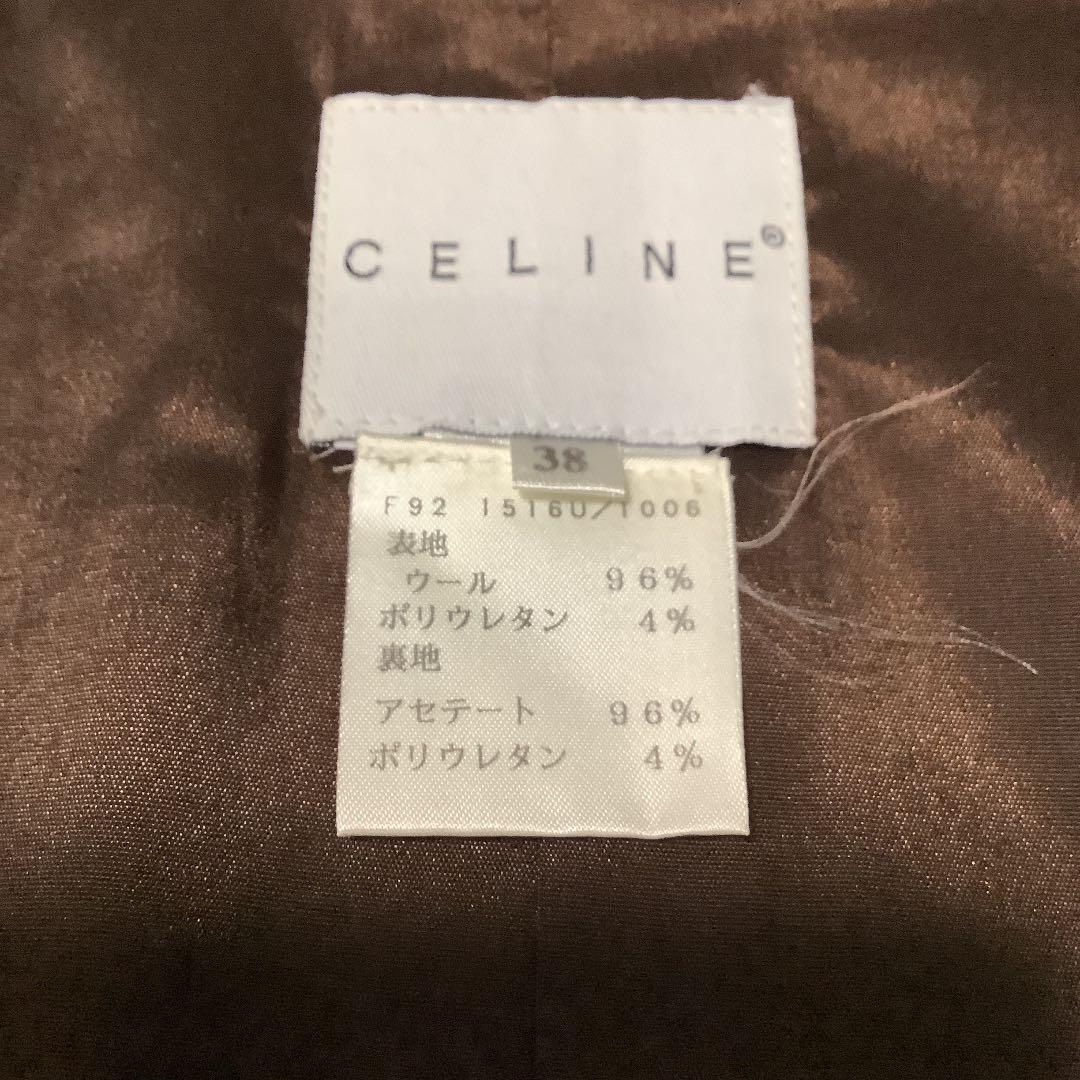 CELINE®
38
F92 1516U/1006
表地
ウール 96%
ポリウレタン 4%
裏地
アセテート 96%
ポリウレタン 4%